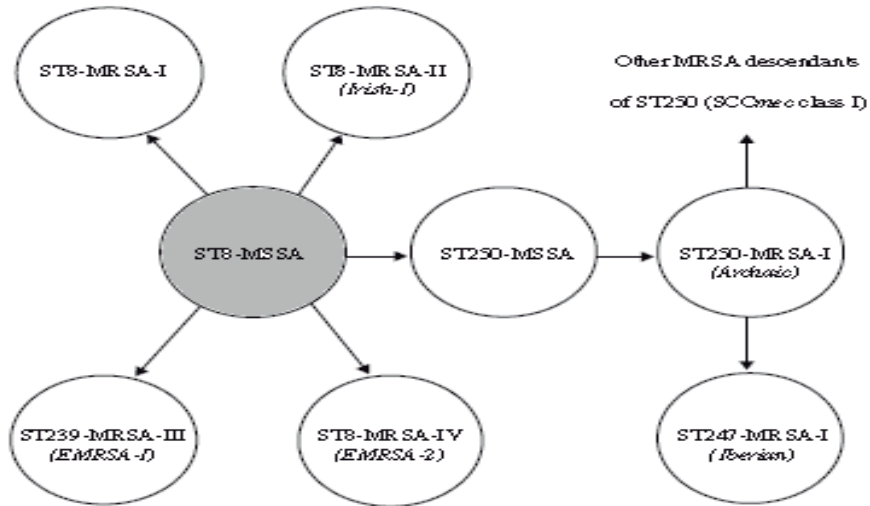 ST8-MRSA-I
ST8-MRSA-II
(Irish-I)
Other MRSA descendants
of ST250 (SCCmec class I)
ST8-MSSA
ST250-MSSA
ST250-MRSA-I
(Archaic)
ST239-MRSA-III
(EMRSA-I)
ST8-MRSA-IV
(EMRSA-2)
ST247-MRSA-I
(Iberian)